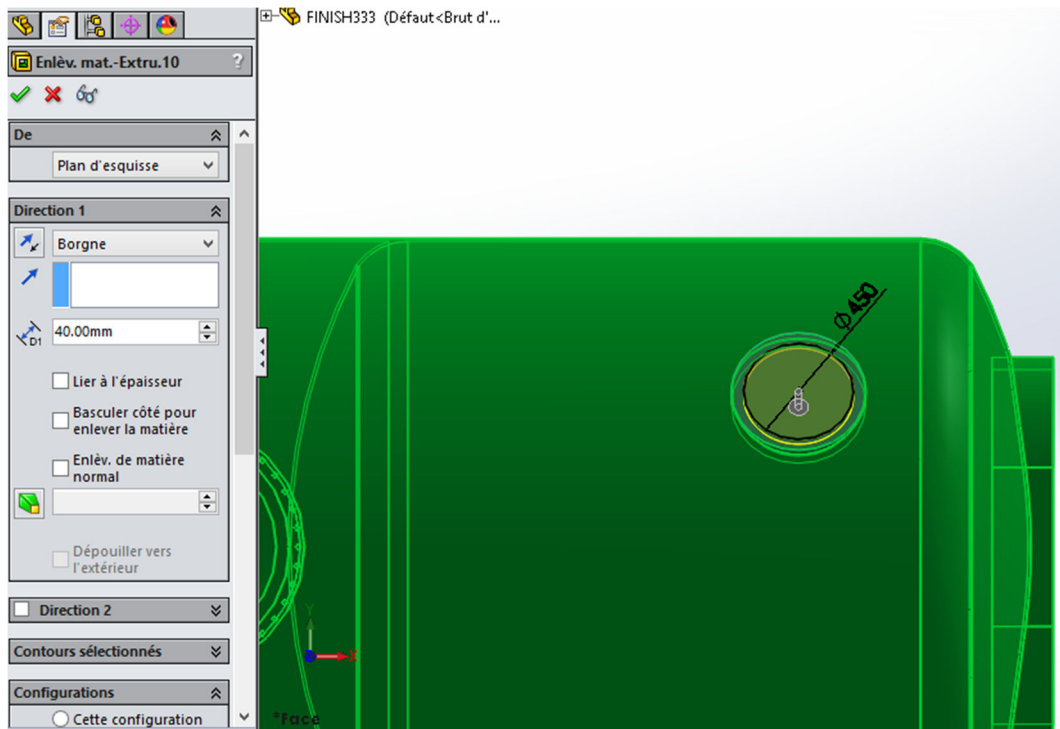 FINISH333 (Défaut<Brut d'...
Enlèv. mat.-Extru.10 ?
De
Plan d'esquisse
Direction 1
Borgne
D1 40.00mm
Lier à l'épaisseur
Basculer côté pour
enlever la matière
Enlèv. de matière
normal
Dépouiller vers
l'extérieur
Direction 2
Contours sélectionnés
Configurations
Cette configuration
Ø450
Y
X
*Face